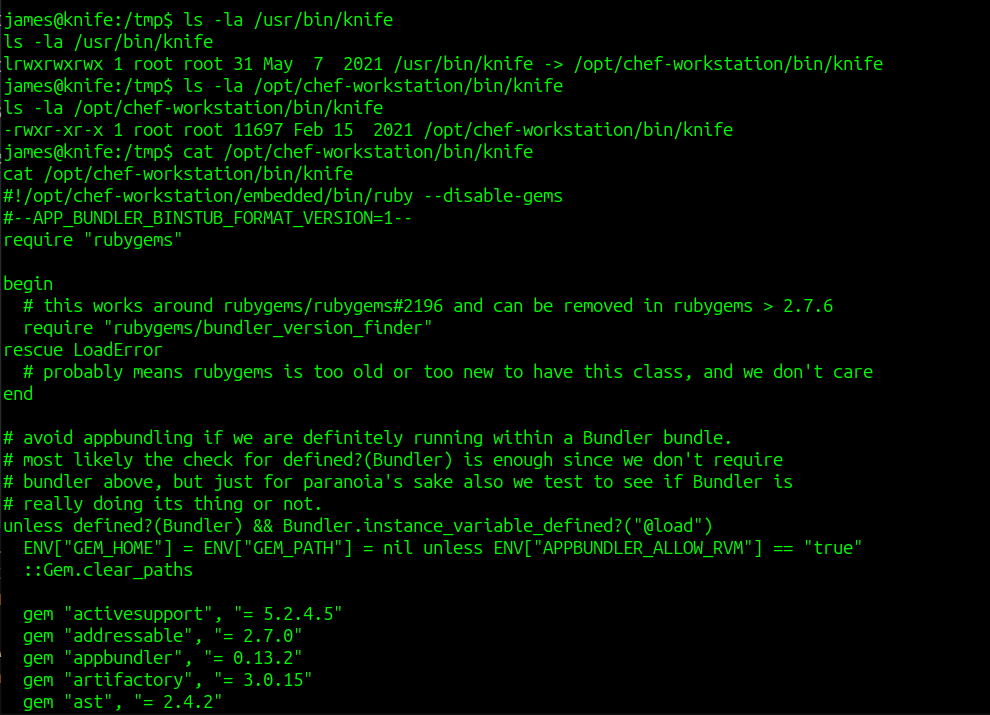 james@knife:/tmp$ ls -la /usr/bin/knife
ls -la /usr/bin/knife
lrwxrwxrwx 1 root root 31 May  7  2021 /usr/bin/knife -> /opt/chef-workstation/bin/knife
james@knife:/tmp$ ls -la /opt/chef-workstation/bin/knife
ls -la /opt/chef-workstation/bin/knife
-rwxr-xr-x 1 root root 11697 Feb 15  2021 /opt/chef-workstation/bin/knife
james@knife:/tmp$ cat /opt/chef-workstation/bin/knife
cat /opt/chef-workstation/bin/knife
#!/opt/chef-workstation/embedded/bin/ruby --disable-gems
#--APP_BUNDLER_BINSTUB_FORMAT_VERSION=1--
require "rubygems"

begin
  # this works around rubygems/rubygems#2196 and can be removed in rubygems > 2.7.6
  require "rubygems/bundler_version_finder"
rescue LoadError
  # probably means rubygems is too old or too new to have this class, and we don't care
end

# avoid appbundling if we are definitely running within a Bundler bundle.
# most likely the check for defined?(Bundler) is enough since we don't require
# bundler above, but just for paranoia's sake also we test to see if Bundler is
# really doing its thing or not.
unless defined?(Bundler) && Bundler.instance_variable_defined?("@load")
  ENV["GEM_HOME"] = ENV["GEM_PATH"] = nil unless ENV["APPBUNDLER_ALLOW_RVM"] == "true"
  ::Gem.clear_paths

  gem "activesupport", "= 5.2.4.5"
  gem "addressable", "= 2.7.0"
  gem "appbundler", "= 0.13.2"
  gem "artifactory", "= 3.0.15"
  gem "ast", "= 2.4.2"